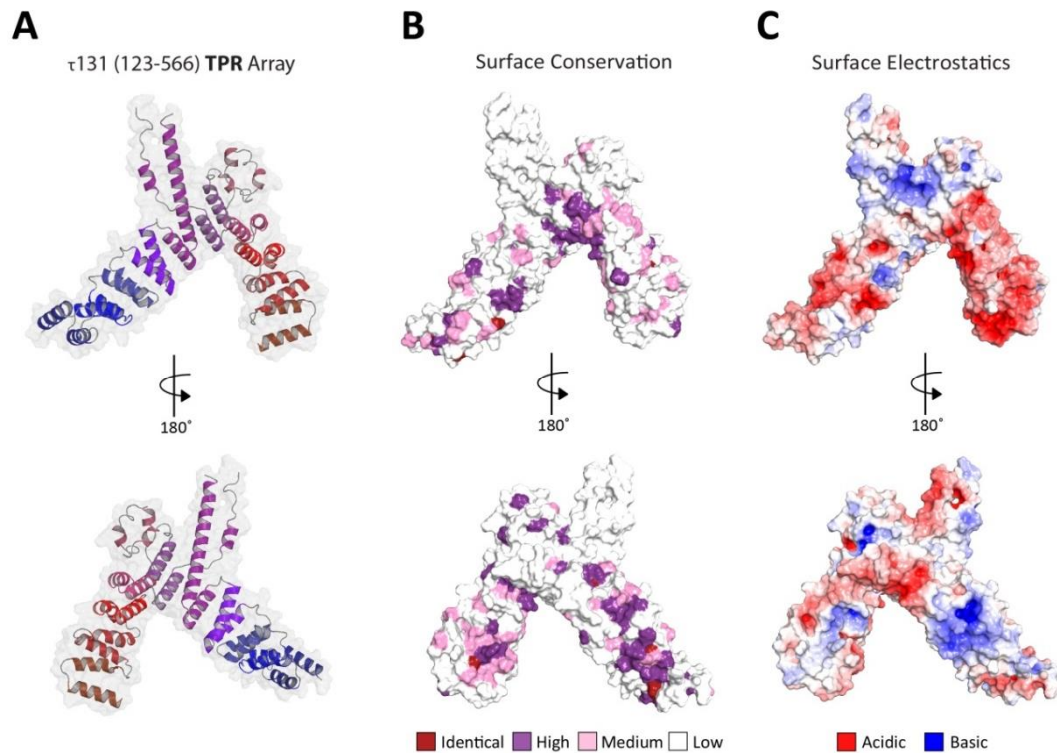 A
τ131 (123-566) TPR Array
180°
B
Surface Conservation
180°
Identical High Medium Low
C
Surface Electrostatics
180°
Acidic Basic